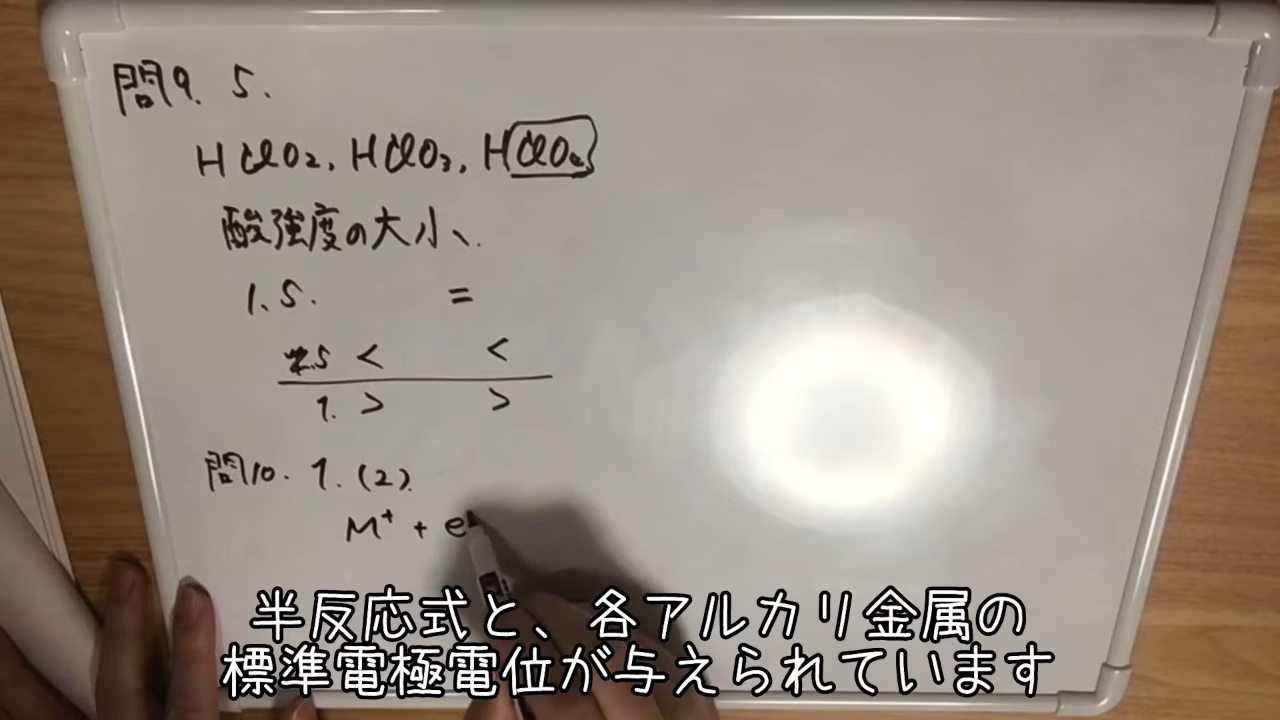 問9. 5.
HClO₂, HClO₃, HClO₄
酸強度の大小、
1.5. =
< <
1. > >
問10. 1. (2).
M⁺ + e
半反応式と、各アルカリ金属の
標準電極電位が与えられています